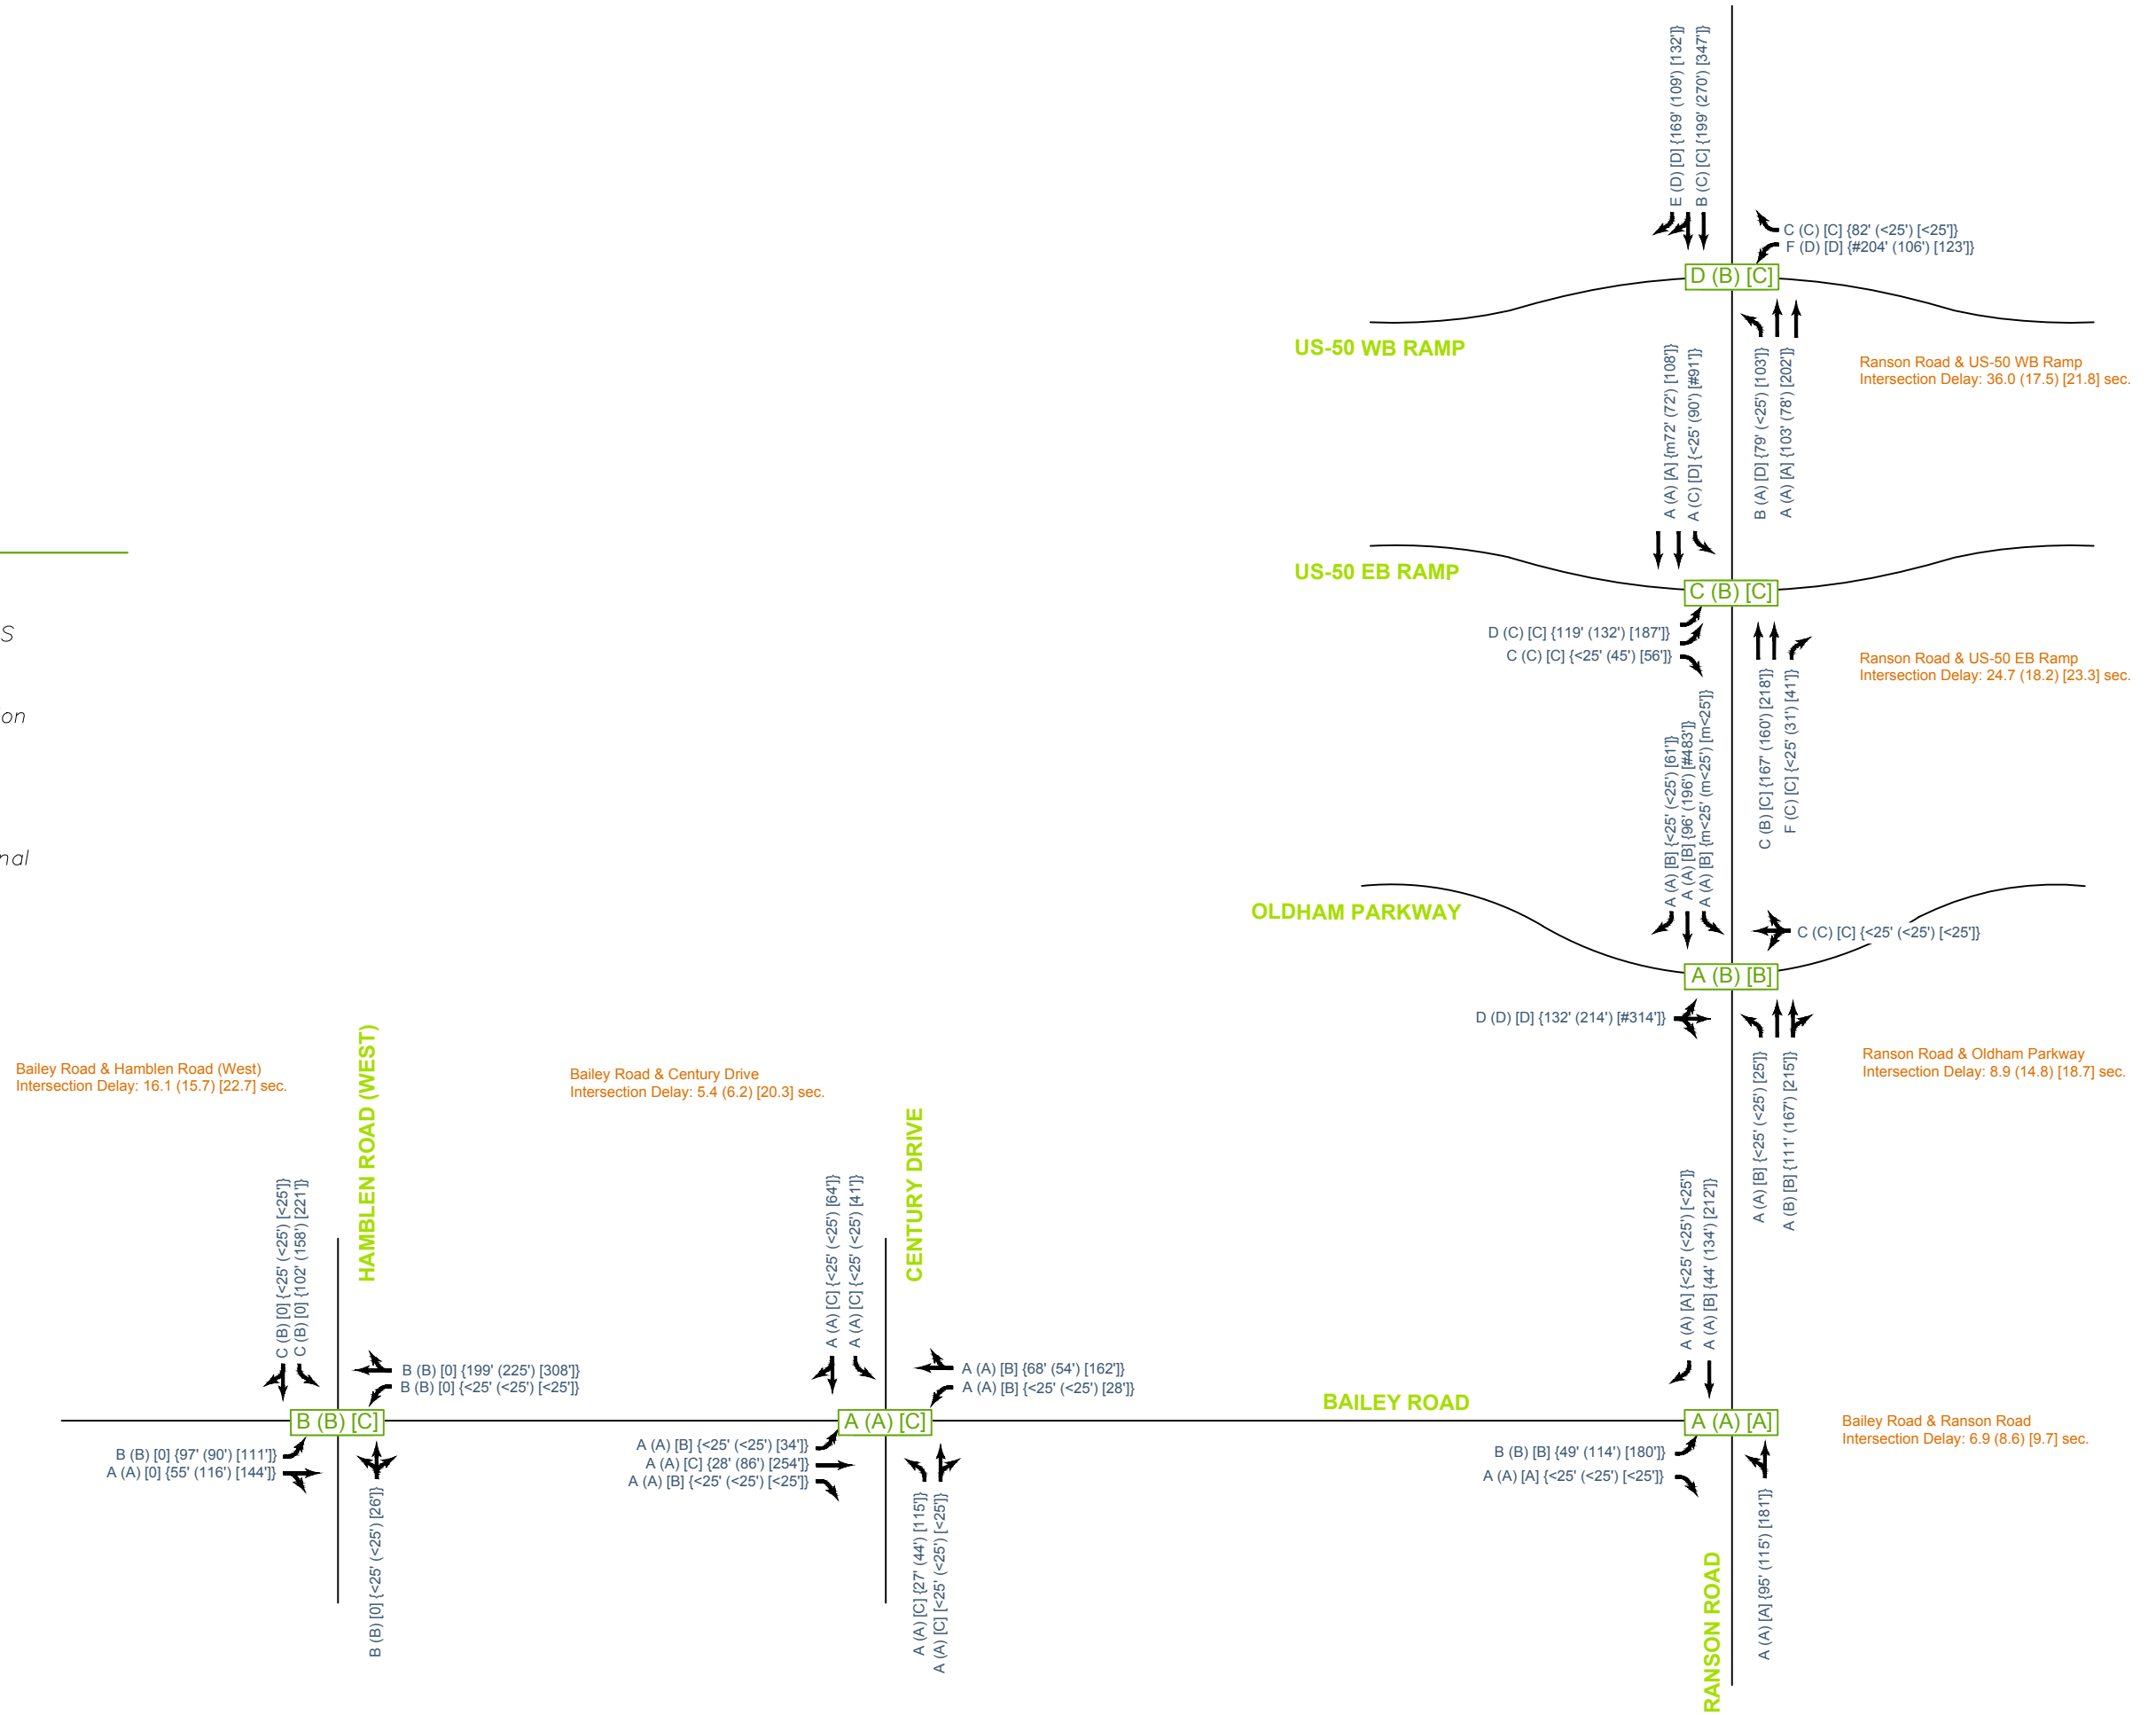 E (D) [D] {169' (109') [132']}
B (C) [C] {199' (270') [347']}
C (C) [C] {82' (<25') [<25']}
F (D) [D] {#204' (106') [123']}
D (B) [C]
US-50 WB RAMP
Ranson Road & US-50 WB Ramp
Intersection Delay: 36.0 (17.5) [21.8] sec.
A (A) [A] {m72' (72') [108']}
A (C) [D] {<25' (90') [#91']}
B (A) [D] {79' (<25') [103']}
A (A) [A] {103' (78') [202']}
US-50 EB RAMP
C (B) [C]
S
D (C) [C] {119' (132') [187']}
C (C) [C] {<25' (45') [56']}
Ranson Road & US-50 EB Ramp
Intersection Delay: 24.7 (18.2) [23.3] sec.
on
nal
A (A) [B] {<25' (<25') [61']}
A (A) [B] {96' (196') [#483']}
A (A) [B] {m<25' (m<25') [m<25']}
C (B) [C] {167' (160') [218']}
F (C) [C] {<25' (31') [41']}
OLDHAM PARKWAY
C (C) [C] {<25' (<25') [<25']}
A (B) [B]
D (D) [D] {132' (214') [#314']}
A (A) [B] {<25' (<25') [25']}
A (B) [B] {111' (167') [215']}
Ranson Road & Oldham Parkway
Intersection Delay: 8.9 (14.8) [18.7] sec.
Bailey Road & Hamblen Road (West)
Intersection Delay: 16.1 (15.7) [22.7] sec.
HAMBLEN ROAD (WEST)
Bailey Road & Century Drive
Intersection Delay: 5.4 (6.2) [20.3] sec.
CENTURY DRIVE
C (B) [0] {<25' (<25') [<25']}
C (B) [0] {102' (158') [221']}
B (B) [0] {199' (225') [308']}
B (B) [0] {<25' (<25') [<25']}
B (B) [C]
B (B) [0] {97' (90') [111']}
A (A) [0] {55' (116') [144']}
B (B) [0] {<25' (<25') [26']}
A (A) [C] {<25' (<25') [64']}
A (A) [C] {<25' (<25') [41']}
A (A) [B] {68' (54') [162']}
A (A) [B] {<25' (<25') [28']}
A (A) [C]
A (A) [B] {<25' (<25') [34']}
A (A) [C] {28' (86') [254']}
A (A) [B] {<25' (<25') [<25']}
A (A) [C] {27' (44') [115']}
A (A) [C] [<25' (<25') [<25']}
BAILEY ROAD
A (A) [A] {<25' (<25') [<25']}
A (A) [B] {44' (134') [212']}
A (A) [A]
B (B) [B] {49' (114') [180']}
A (A) [A] {<25' (<25') [<25']}
A (A) [A] {95' (115') [181']}
Bailey Road & Ranson Road
Intersection Delay: 6.9 (8.6) [9.7] sec.
RANSON ROAD